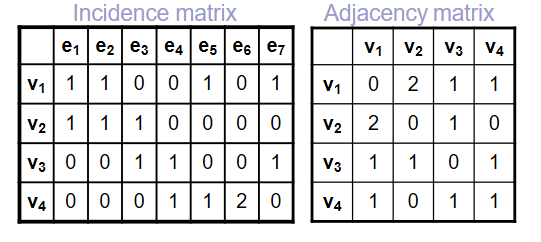 Incidence matrix Adjacency matrix
e₁ e₂ e₃ e₄ e₅ e₆ e₇ v₁ v₂ v₃ v₄
v₁ 1 1 0 0 1 0 1 v₁ 0 2 1 1
v₂ 1 1 1 0 0 0 0 v₂ 2 0 1 0
v₃ 0 0 1 1 0 0 1 v₃ 1 1 0 1
v₄ 0 0 0 1 1 2 0 v₄ 1 0 1 1